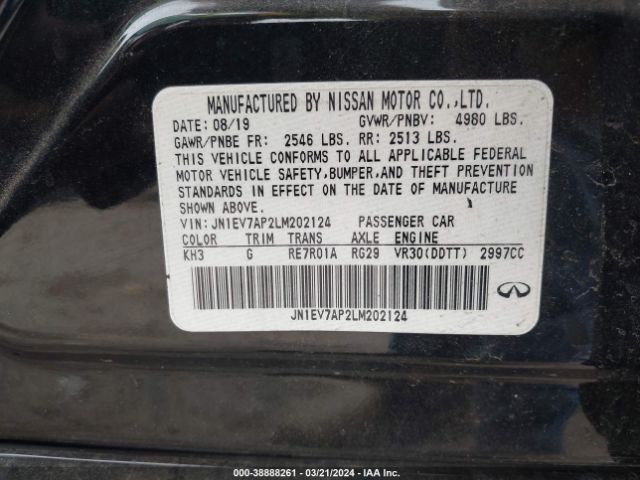 MANUFACTURED BY NISSAN MOTOR CO.,LTD.
DATE: 08/19 GVWR/PNBV: 4980 LBS.
GAWR/PNBE FR: 2546 LBS. RR: 2513 LBS.
THIS VEHICLE CONFORMS TO ALL APPLICABLE FEDERAL
MOTOR VEHICLE SAFETY,BUMPER,AND THEFT PREVENTION
STANDARDS IN EFFECT ON THE DATE OF MANUFACTURE
SHOWN ABOVE.
VIN: JN1EV7AP2LM202124 PASSENGER CAR
COLOR TRIM TRANS AXLE ENGINE
KH3 G RE7R01A RG29 VR30(DDTT) 2997CC
JN1EV7AP2LM202124
000-38888261 - 03/21/2024 - IAA Inc.